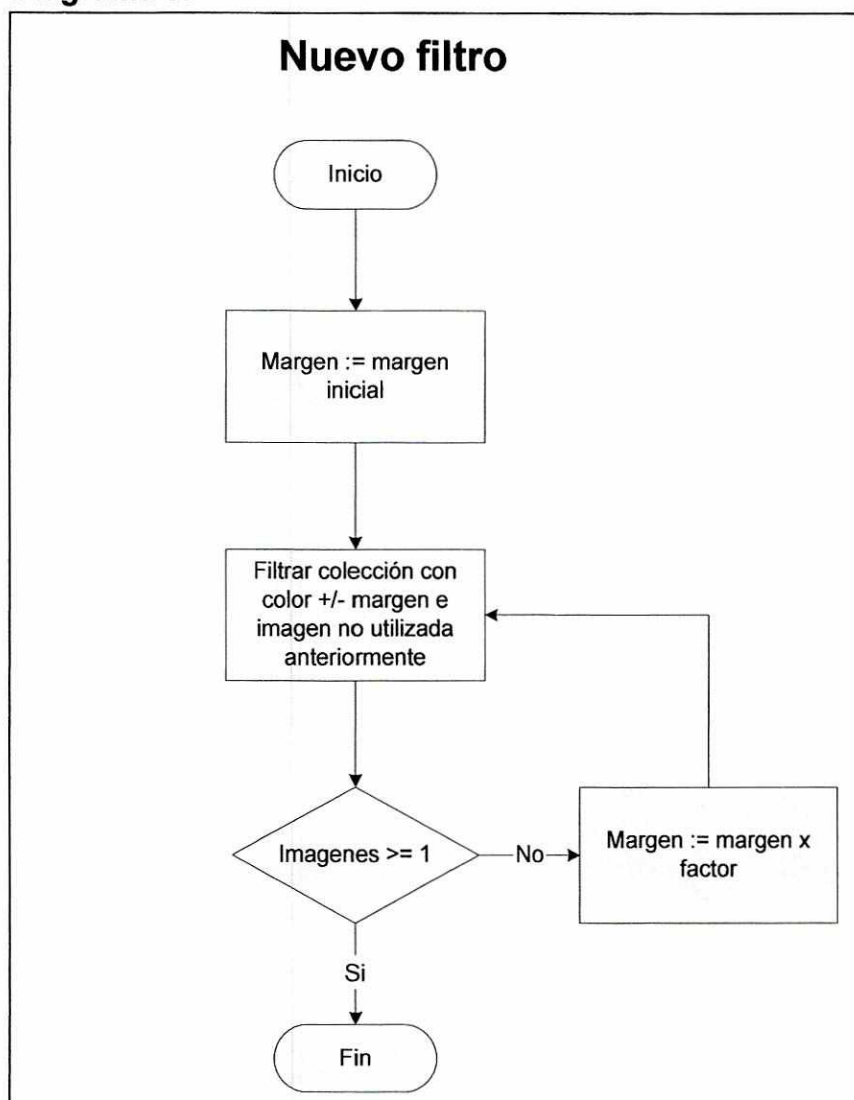 Nuevo filtro
Inicio
Margen := margen
inicial
Filtrar colección con
color +/- margen e
imagen no utilizada
anteriormente
Imagenes >= 1
No
Margen := margen x
factor
Si
Fin